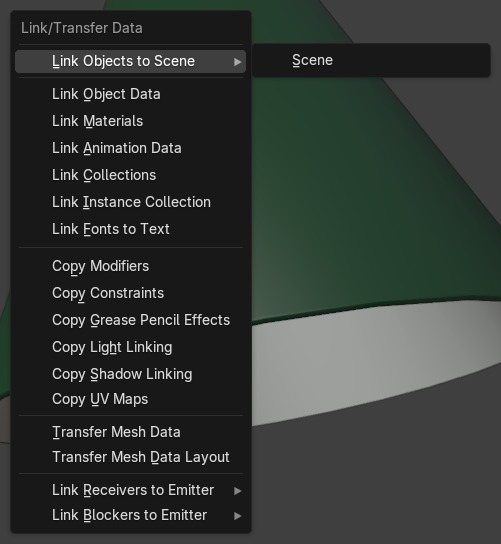 Link/Transfer Data
Link Objects to Scene
Scene
Link Object Data
Link Materials
Link Animation Data
Link Collections
Link Instance Collection
Link Fonts to Text
Copy Modifiers
Copy Constraints
Copy Grease Pencil Effects
Copy Light Linking
Copy Shadow Linking
Copy UV Maps
Transfer Mesh Data
Transfer Mesh Data Layout
Link Receivers to Emitter
Link Blockers to Emitter